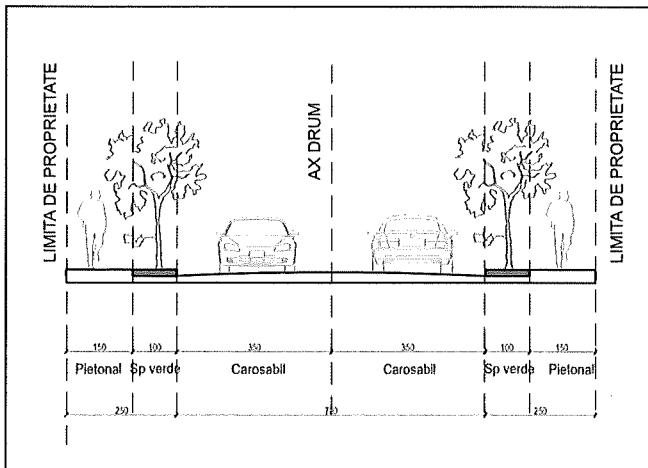 LIMITA DE PROPRIETATE
AX DRUM
LIMITA DE PROPRIETATE
150 100 350 350 100 150
Pietonal Sp verde Carosabil Carosabil Sp verde Pietonal
250 700 250